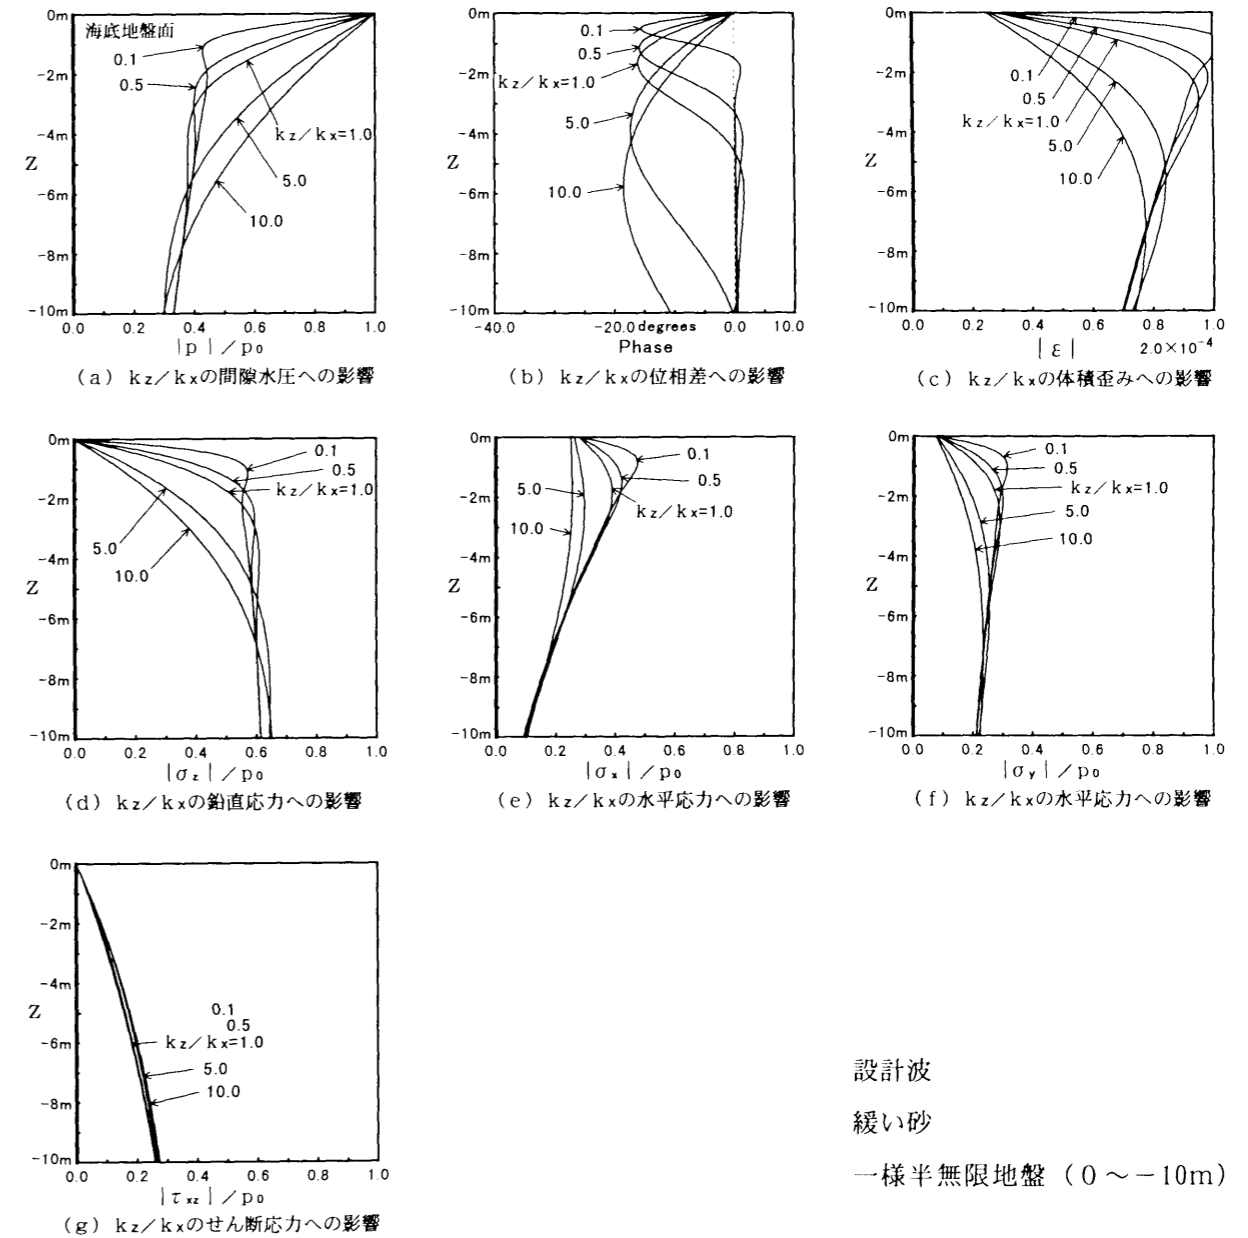 0m
海底地盤面
0.1
0.5
kz/kx=1.0
5.0
10.0
-2m
-4m
Z
-6m
-8m
-10m
0.0 0.2 0.4 0.6 0.8 1.0
|p|/p0
(a) kz/kxの間隙水圧への影響
0m
0.1
0.5
kz/kx=1.0
5.0
10.0
-2m
-4m
Z
-6m
-8m
-10m
-40.0 -20.0 degrees 0.0 10.0
Phase
(b) kz/kxの位相差への影響
0m
0.1
0.5
kz/kx=1.0
5.0
10.0
-2m
-4m
Z
-6m
-8m
-10m
0.0 0.2 0.4 0.6 0.8 1.0
|ε| 2.0×10⁻⁴
(c) kz/kxの体積歪みへの影響
0m
0.1
0.5
kz/kx=1.0
5.0
10.0
-2m
-4m
Z
-6m
-8m
-10m
0.0 0.2 0.4 0.6 0.8 1.0
|σz|/p0
(d) kz/kxの鉛直応力への影響
0m
0.1
0.5
kz/kx=1.0
5.0
10.0
-2m
-4m
Z
-6m
-8m
-10m
0.0 0.2 0.4 0.6 0.8 1.0
|σx|/p0
(e) kz/kxの水平応力への影響
0m
0.1
0.5
kz/kx=1.0
5.0
10.0
-2m
-4m
Z
-6m
-8m
-10m
0.0 0.2 0.4 0.6 0.8 1.0
|σy|/p0
(f) kz/kxの水平応力への影響
0m
-2m
-4m
Z
0.1
0.5
kz/kx=1.0
5.0
10.0
-6m
-8m
-10m
0.0 0.2 0.4 0.6 0.8 1.0
|τxz|/p0
(g) kz/kxのせん断応力への影響
設計波
緩い砂
一様半無限地盤(0～-10m)